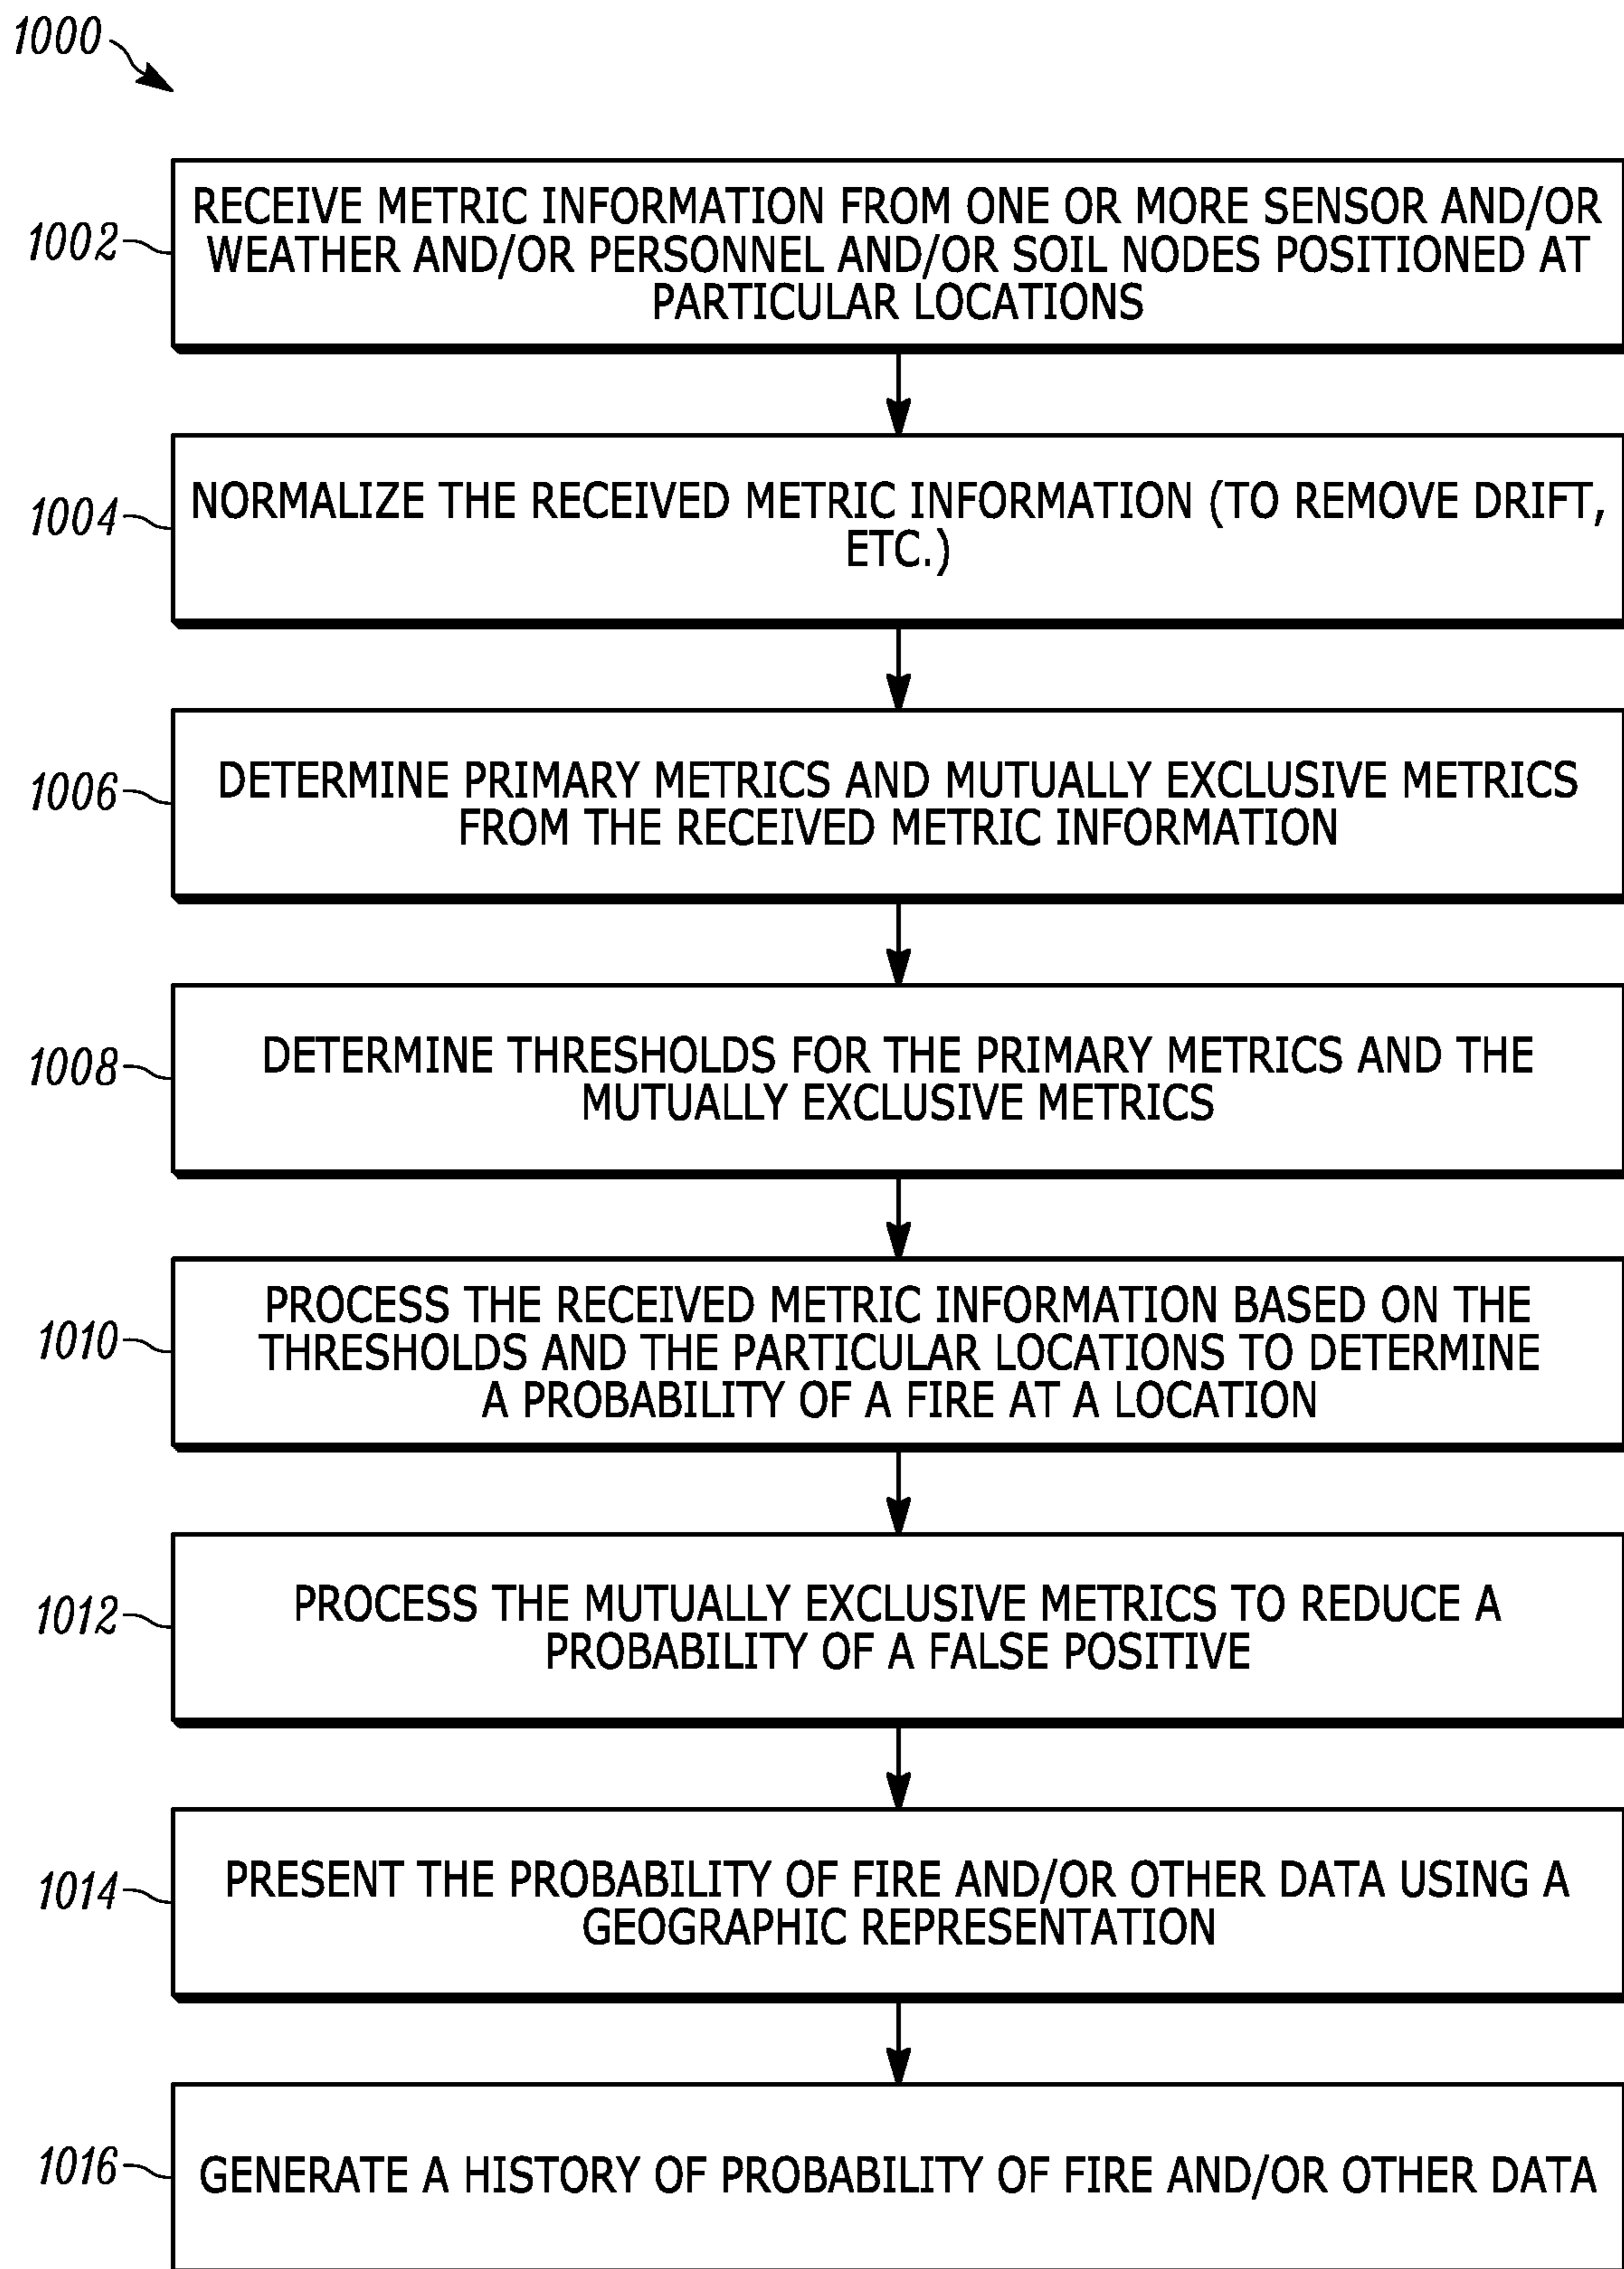 1000
1002
RECEIVE METRIC INFORMATION FROM ONE OR MORE SENSOR AND/OR
WEATHER AND/OR PERSONNEL AND/OR SOIL NODES POSITIONED AT
PARTICULAR LOCATIONS
1004
NORMALIZE THE RECEIVED METRIC INFORMATION (TO REMOVE DRIFT,
ETC.)
1006
DETERMINE PRIMARY METRICS AND MUTUALLY EXCLUSIVE METRICS
FROM THE RECEIVED METRIC INFORMATION
1008
DETERMINE THRESHOLDS FOR THE PRIMARY METRICS AND THE
MUTUALLY EXCLUSIVE METRICS
1010
PROCESS THE RECEIVED METRIC INFORMATION BASED ON THE
THRESHOLDS AND THE PARTICULAR LOCATIONS TO DETERMINE
A PROBABILITY OF A FIRE AT A LOCATION
1012
PROCESS THE MUTUALLY EXCLUSIVE METRICS TO REDUCE A
PROBABILITY OF A FALSE POSITIVE
1014
PRESENT THE PROBABILITY OF FIRE AND/OR OTHER DATA USING A
GEOGRAPHIC REPRESENTATION
1016
GENERATE A HISTORY OF PROBABILITY OF FIRE AND/OR OTHER DATA